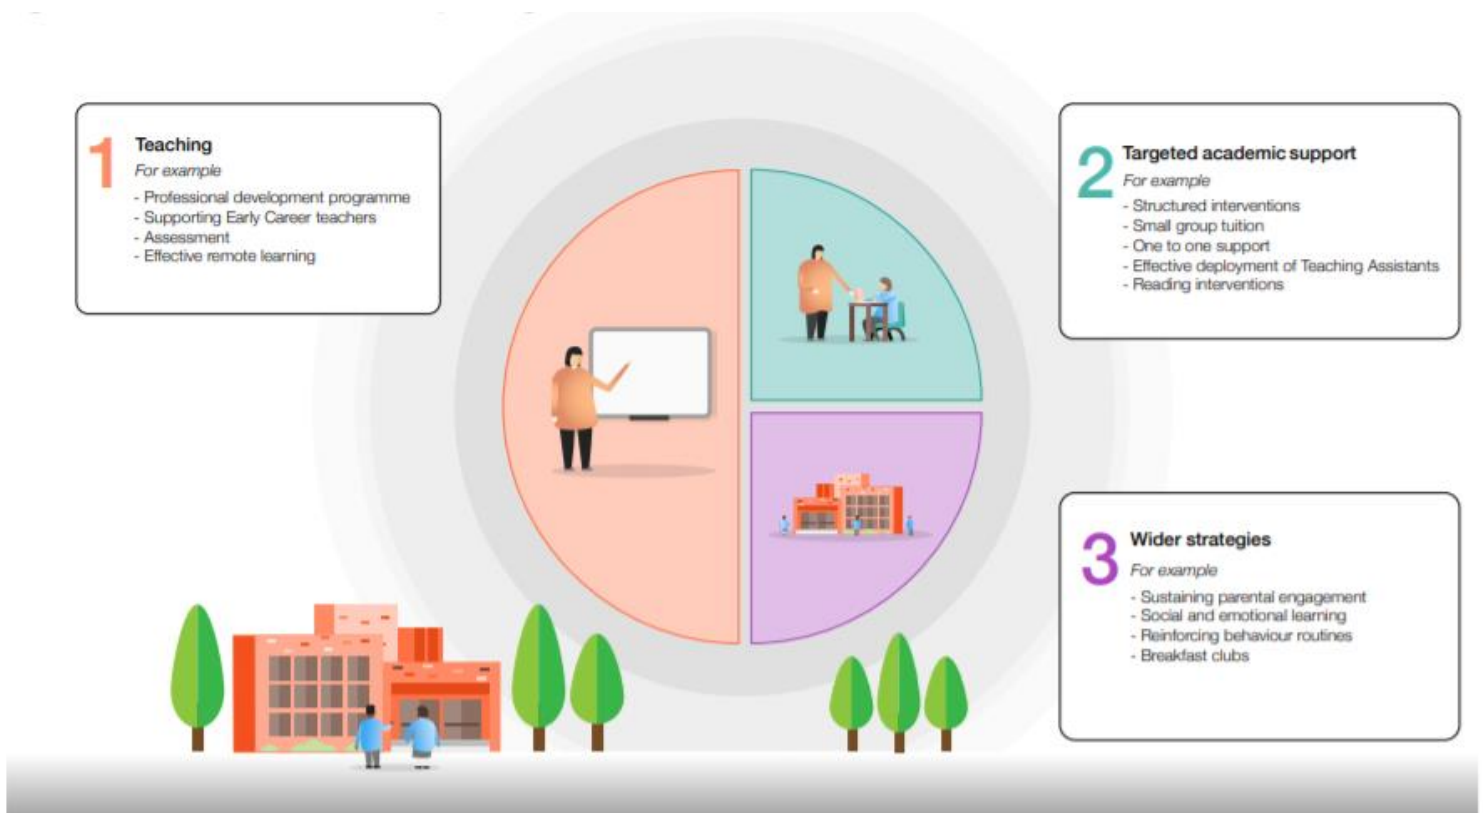 1
Teaching
For example
- Professional development programme
- Supporting Early Career teachers
- Assessment
- Effective remote learning
2
Targeted academic support
For example
- Structured interventions
- Small group tuition
- One to one support
- Effective deployment of Teaching Assistants
- Reading interventions
3
Wider strategies
For example
- Sustaining parental engagement
- Social and emotional learning
- Reinforcing behaviour routines
- Breakfast clubs